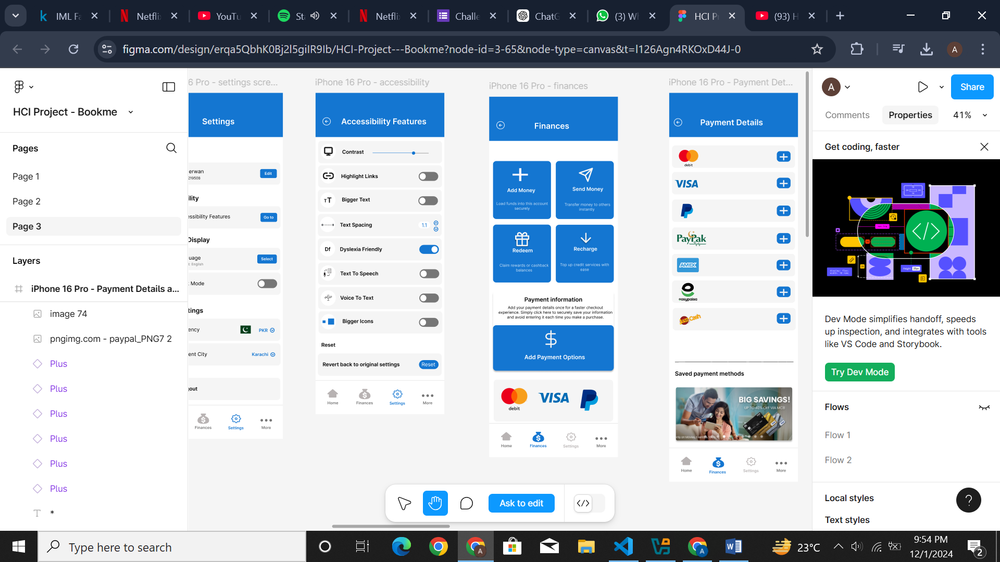 IML Fa
Netflix
YouTu
Sta
Netflix
Challe
ChatG
(3) Wh
HCI Pr
(93) H
figma.com/design/erqa5QbhK0Bj2l5giIR9Ib/HCI-Project---Bookme?node-id=3-65&node-type=canvas&t=l126Agn4RKOxD44J-0
A
HCI Project - Bookme
Pages
Page 1
Page 2
Page 3
Layers
iPhone 16 Pro - Payment Details a...
image 74
pngimg.com - paypal_PNG7 2
Plus
Plus
Plus
Plus
Plus
Plus
*
6 Pro - settings scre...
Settings
erwan
219508
Edit
ility
essibility Features
Go to
Display
uage
t: English
Select
Mode
tings
ency
PKR
ent City
Karachi
gout
Finances
Settings
More
iPhone 16 Pro - accessibility
Accessibility Features
Contrast
Highlight Links
TT
Bigger Text
Text Spacing
1.1
Df
Dyslexia Friendly
Text To Speech
Voice To Text
Bigger Icons
Reset
Revert back to original settings
Reset
Home
Finances
Settings
More
iPhone 16 Pro - finances
Finances
Add Money
Load funds into this account
securely
Send Money
Transfer money to others
instantly
Redeem
Claim rewards or cashback
balances
Recharge
Top up credit services with
ease
Payment information
Add your payment details once for a faster checkout
experience. Simply click here to securely save your information
and avoid entering it each time you make a purchase.
Add Payment Options
debit
VISA
Home
Finances
Settings
More
iPhone 16 Pro - Payment Det...
Payment Details
debit
VISA
PayPak
AMEX
easypaisa
JazzCash
Saved payment methods
BIG SAVINGS!
UP TO 40% OFF VIA MCB
Home
Finances
Settings
More
Ask to edit
</>
A
Share
Comments
Properties
41%
Get coding, faster
</>
Dev Mode simplifies handoff, speeds
up inspection, and integrates with tools
like VS Code and Storybook.
Try Dev Mode
Flows
Flow 1
Flow 2
Local styles
Text styles
?
Type here to search
A
A
23°C
9:54 PM
12/1/2024
2